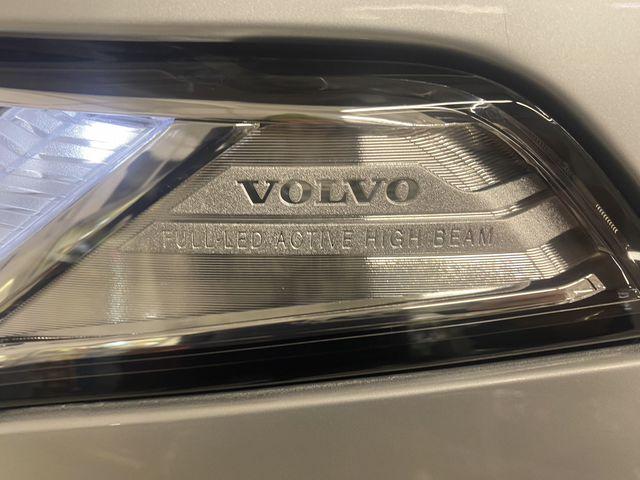 VOLVO
FULL-LED ACTIVE HIGH BEAM